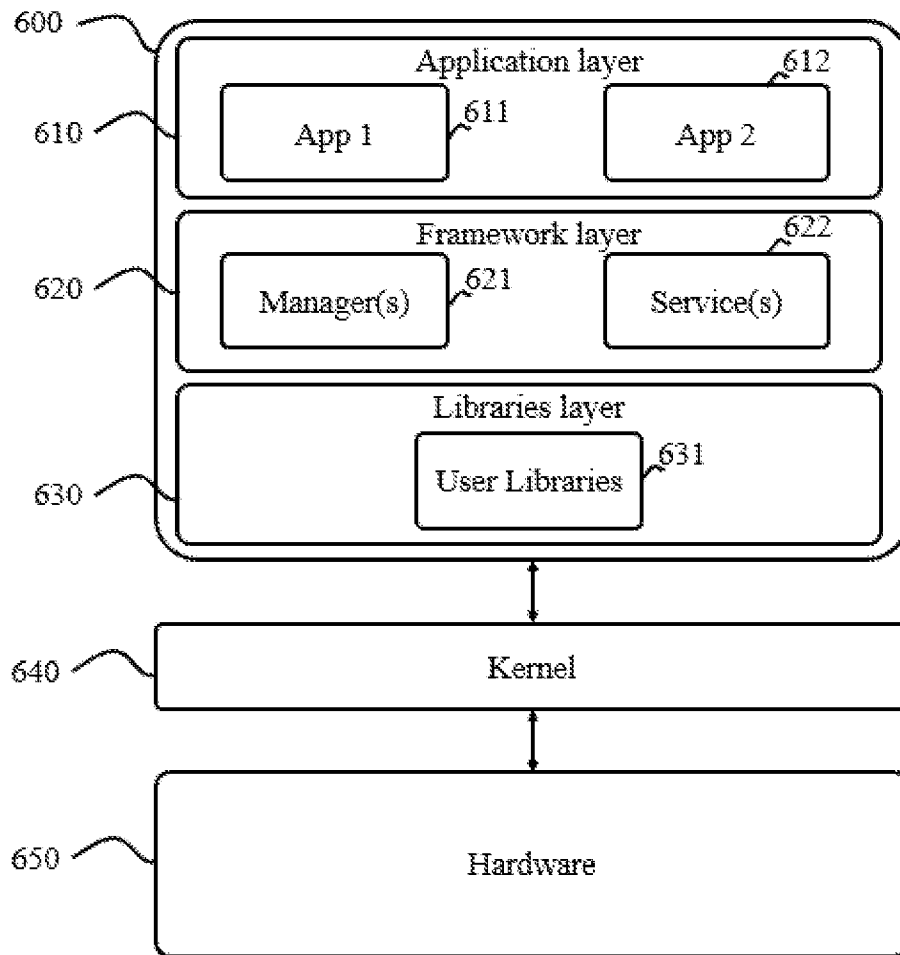 600
Application layer
612
610
App 1
611
App 2
Framework layer
622
620
Manager(s)
621
Service(s)
Libraries layer
630
User Libraries
631
640
Kernel
650
Hardware